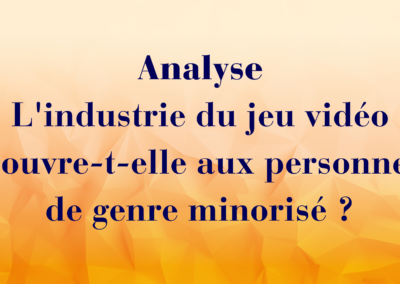 Analyse
L'industrie du jeu vidéo
ouvre-t-elle aux personne
de genre minorisé ?